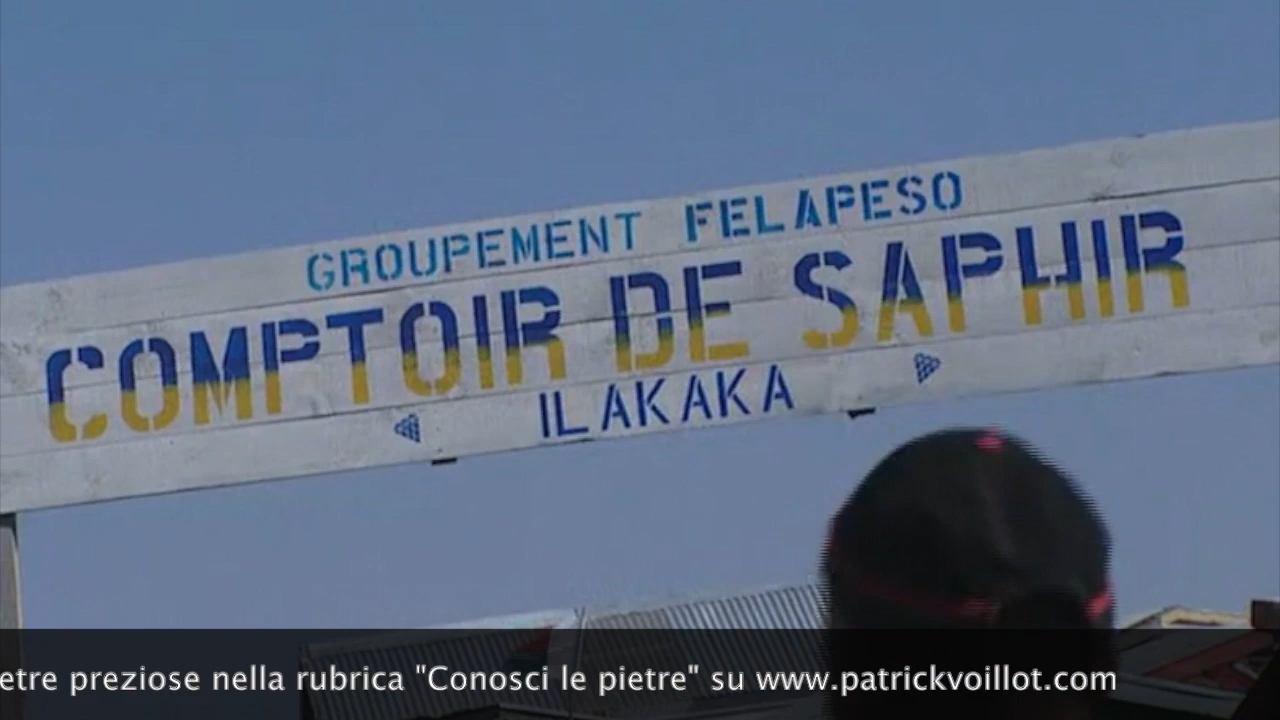 GROUPEMENT FELAPESO
COMPTOIR DE SAPHIR
ILAKAKA
etre preziose nella rubrica "Conosci le pietre" su www.patrickvoillot.com